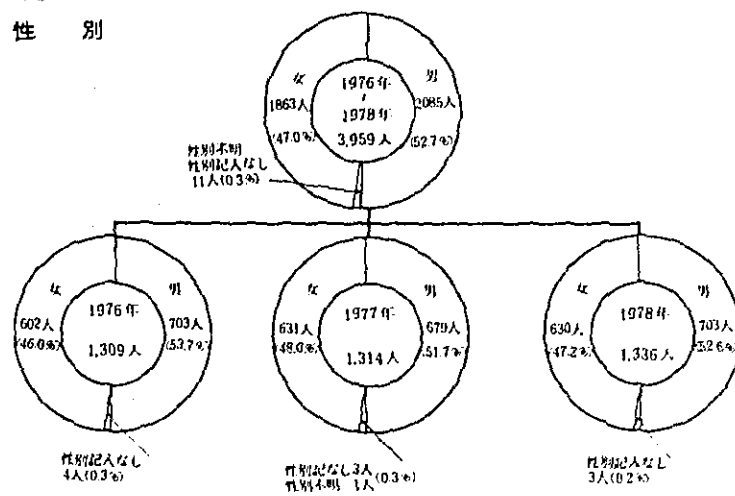 性 別
女
1863人
(47.0%)
1976年
〜
1978年
3,959人
男
2085人
(52.7%)
性別不明
性別記入なし
11人(0.3%)
女
602人
(46.0%)
1976年
1,309人
男
703人
(53.7%)
性別記入なし
4人(0.3%)
女
631人
(48.0%)
1977年
1,314人
男
679人
(51.7%)
性別記なし3人
性別不明 1人
(0.3%)
女
630人
(47.2%)
1978年
1,336人
男
703人
(52.6%)
性別記入なし
3人(0.2%)